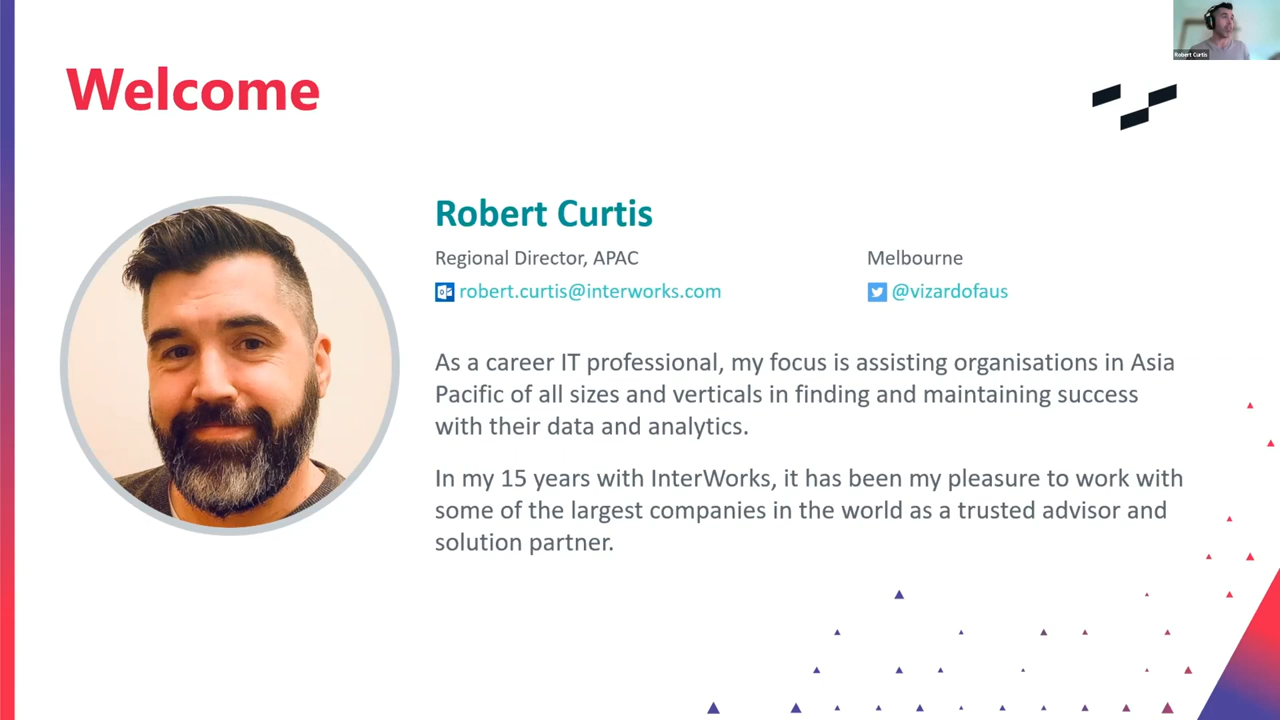 Robert Curtis
Welcome
Robert Curtis
Regional Director, APAC
Melbourne
robert.curtis@interworks.com
@vizardofaus
As a career IT professional, my focus is assisting organisations in Asia
Pacific of all sizes and verticals in finding and maintaining success
with their data and analytics.
In my 15 years with InterWorks, it has been my pleasure to work with
some of the largest companies in the world as a trusted advisor and
solution partner.